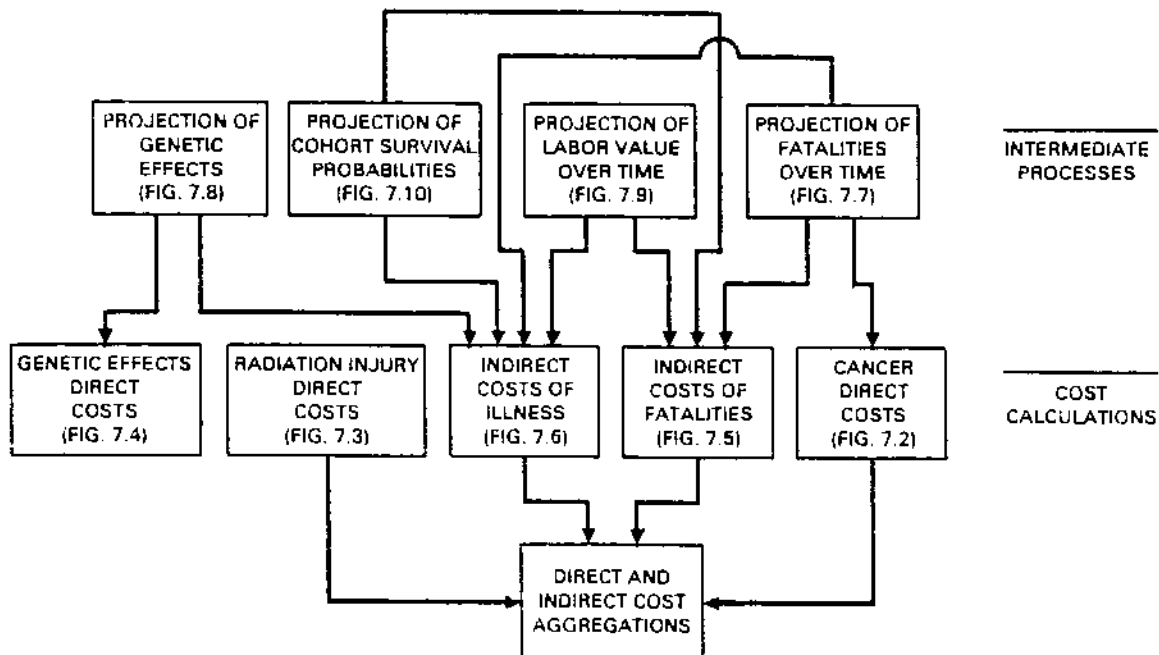 PROJECTION OF
GENETIC
EFFECTS
(FIG. 7.8)
PROJECTION OF
COHORT SURVIVAL
PROBABILITIES
(FIG. 7.10)
PROJECTION OF
LABOR VALUE
OVER TIME
(FIG. 7.9)
PROJECTION OF
FATALITIES
OVER TIME
(FIG. 7.7)
INTERMEDIATE
PROCESSES
GENETIC EFFECTS
DIRECT
COSTS
(FIG. 7.4)
RADIATION INJURY
DIRECT
COSTS
(FIG. 7.3)
INDIRECT
COSTS OF
ILLNESS
(FIG. 7.6)
INDIRECT
COSTS OF
FATALITIES
(FIG. 7.5)
CANCER
DIRECT
COSTS
(FIG. 7.2)
COST
CALCULATIONS
DIRECT AND
INDIRECT COST
AGGREGATIONS